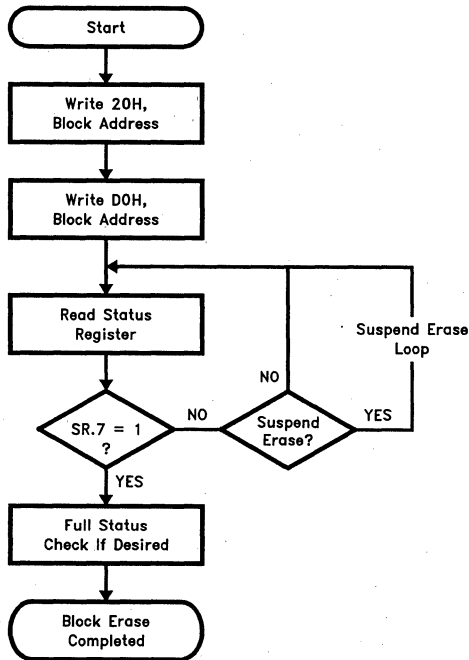 Start
Write 20H,
Block Address
Write D0H,
Block Address
Read Status
Register
Suspend Erase
Loop
NO
SR.7 = 1
?
NO
Suspend
Erase?
YES
YES
Full Status
Check If Desired
Block Erase
Completed